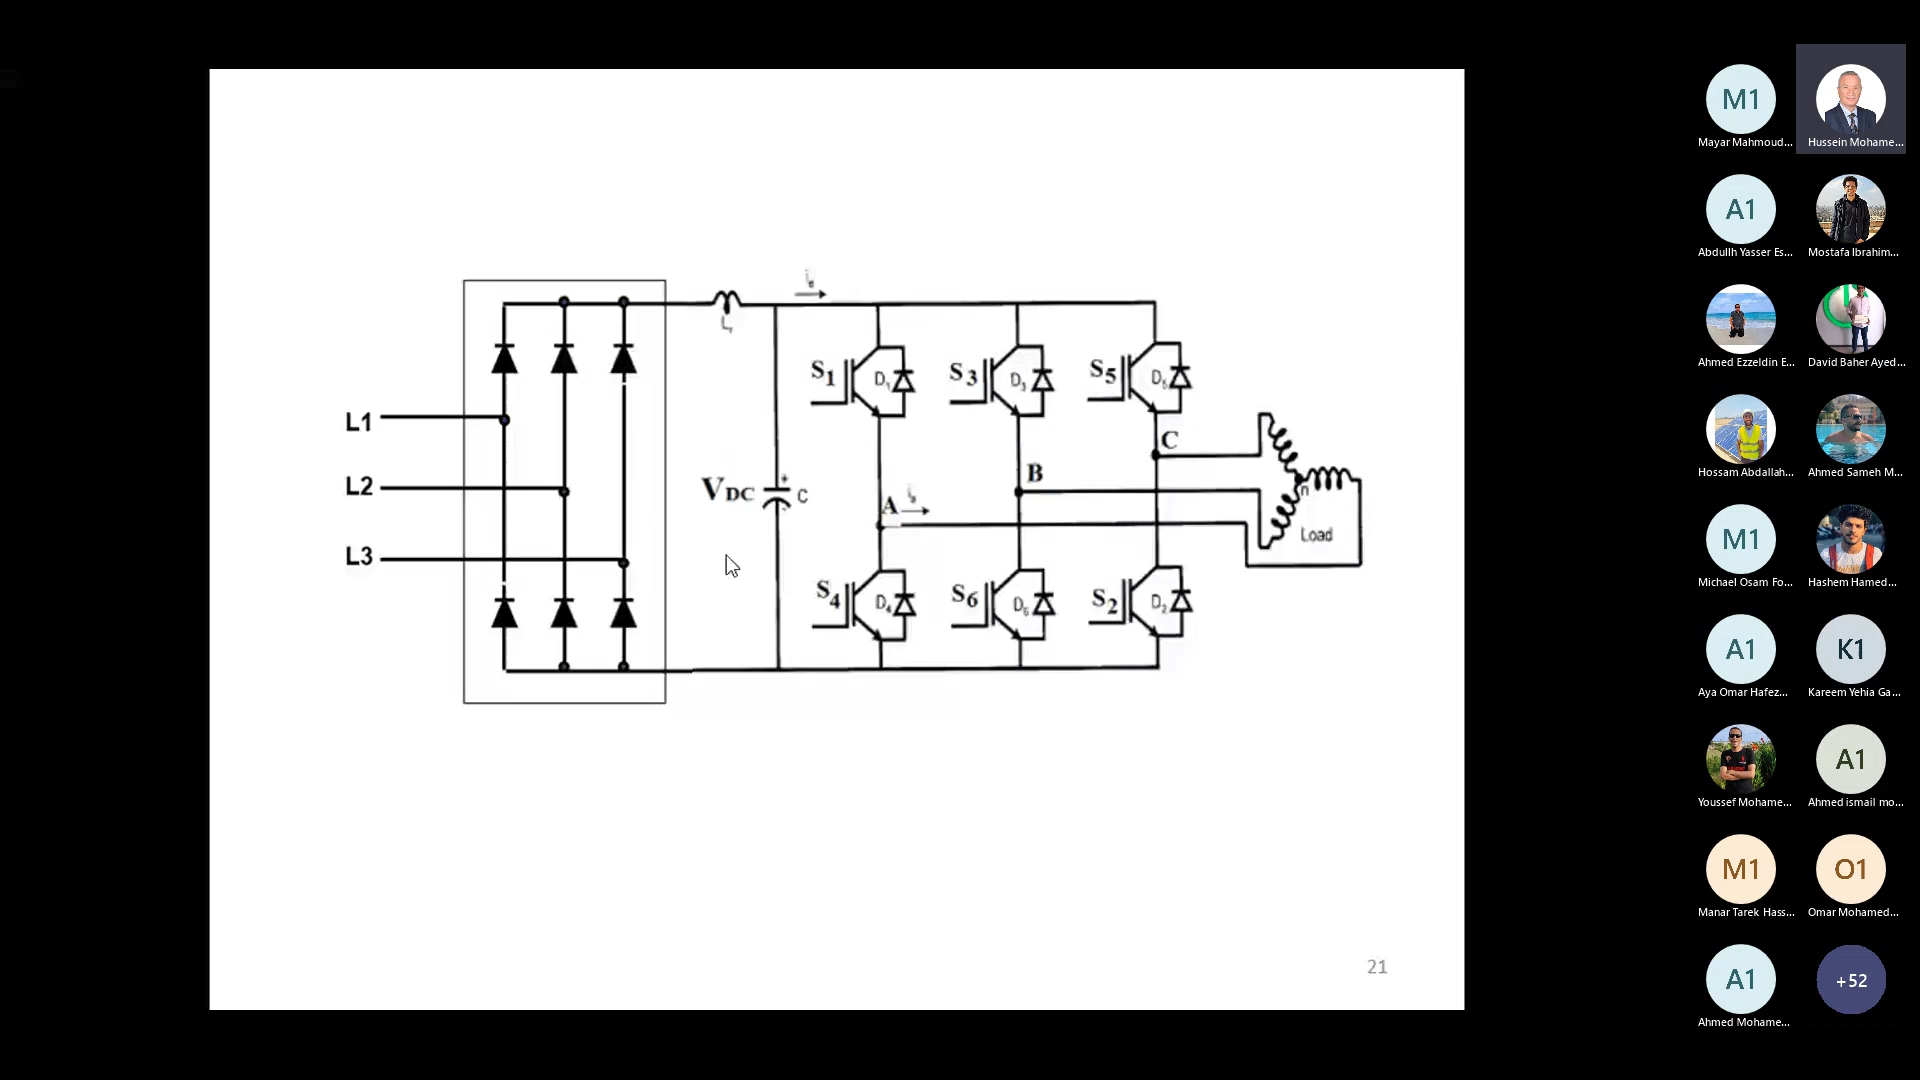 L1
L2
L3
VDC
C
A
B
C
S1
D1
S3
D3
S5
S4
D4
S6
D6
S2
D2
n
Load
21
M1
Mayar Mahmoud...
Hussein Mohame...
A1
Abdullh Yasser Es...
Mostafa Ibrahim...
Ahmed Ezzeldin E...
David Baher Ayed...
Hossam Abdallah...
Ahmed Sameh M...
M1
Michael Osam Fo...
Hashem Hamed...
A1
Aya Omar Hafez...
K1
Kareem Yehia Ga...
Youssef Mohame...
A1
Ahmed ismail mo...
M1
Manar Tarek Hass...
O1
Omar Mohamed...
A1
Ahmed Mohame...
+52